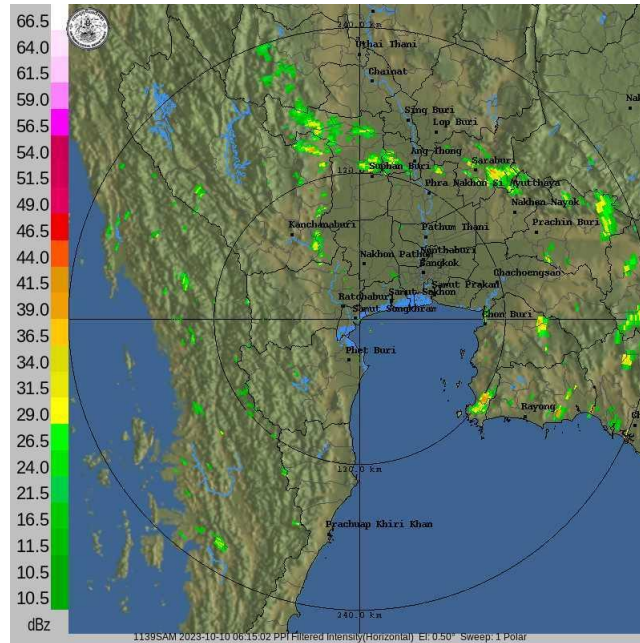 66.5
64.0
61.5
59.0
56.5
54.0
51.5
49.0
46.5
44.0
41.5
39.0
36.5
34.0
31.5
29.0
26.5
24.0
21.5
16.5
11.5
10.5
dBz
240.0 km
Uthai Thani
Chainat
Sing Buri
Lop Buri
Ang Thong
Saraburi
120.0
Suphan Buri
Phra Nakhon Si Ayutthaya
Nakhon Nayok
Kanchanaburi
Prachin Buri
Pathum Thani
Nakhon Pathom
Nonthaburi
Bangkok
Chachoengsao
Samut Prakan
Samut Sakhon
Ratchaburi
Samut Songkhram
Chon Buri
Phet Buri
Rayong
120.0 km
Prachuap Khiri Khan
240.0 km
1139SAM 2023-10-10 06:15:02 PPI Filtered Intensity(Horizontal) El: 0.50° Sweep: 1 Polar